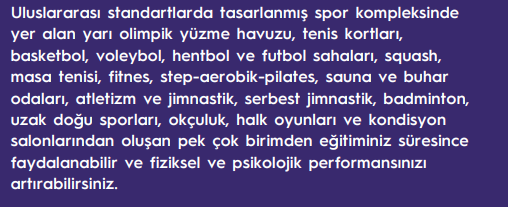 Uluslararası standartlarda tasarlanmış spor kompleksinde
yer alan yarı olimpik yüzme havuzu, tenis kortları,
basketbol, voleybol, hentbol ve futbol sahaları, squash,
masa tenisi, fitnes, step-aerobik-pilates, sauna ve buhar
odaları, atletizm ve jimnastik, serbest jimnastik, badminton,
uzak doğu sporları, okçuluk, halk oyunları ve kondisyon
salonlarından oluşan pek çok birimden eğitiminiz süresince
faydalanabilir ve fiziksel ve psikolojik performansınızı
artırabilirsiniz.